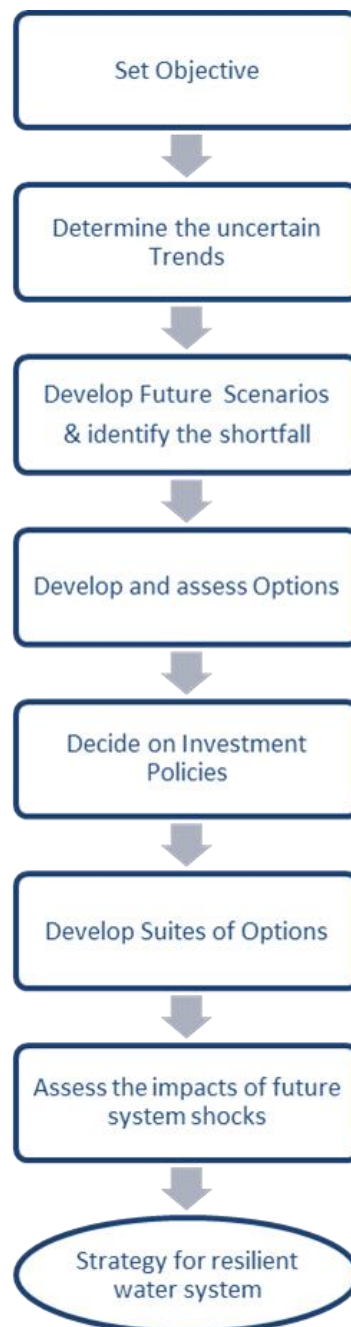 Set Objective
Determine the uncertain
Trends
Develop Future Scenarios
& identify the shortfall
Develop and assess Options
Decide on Investment
Policies
Develop Suites of Options
Assess the impacts of future
system shocks
Strategy for resilient
water system